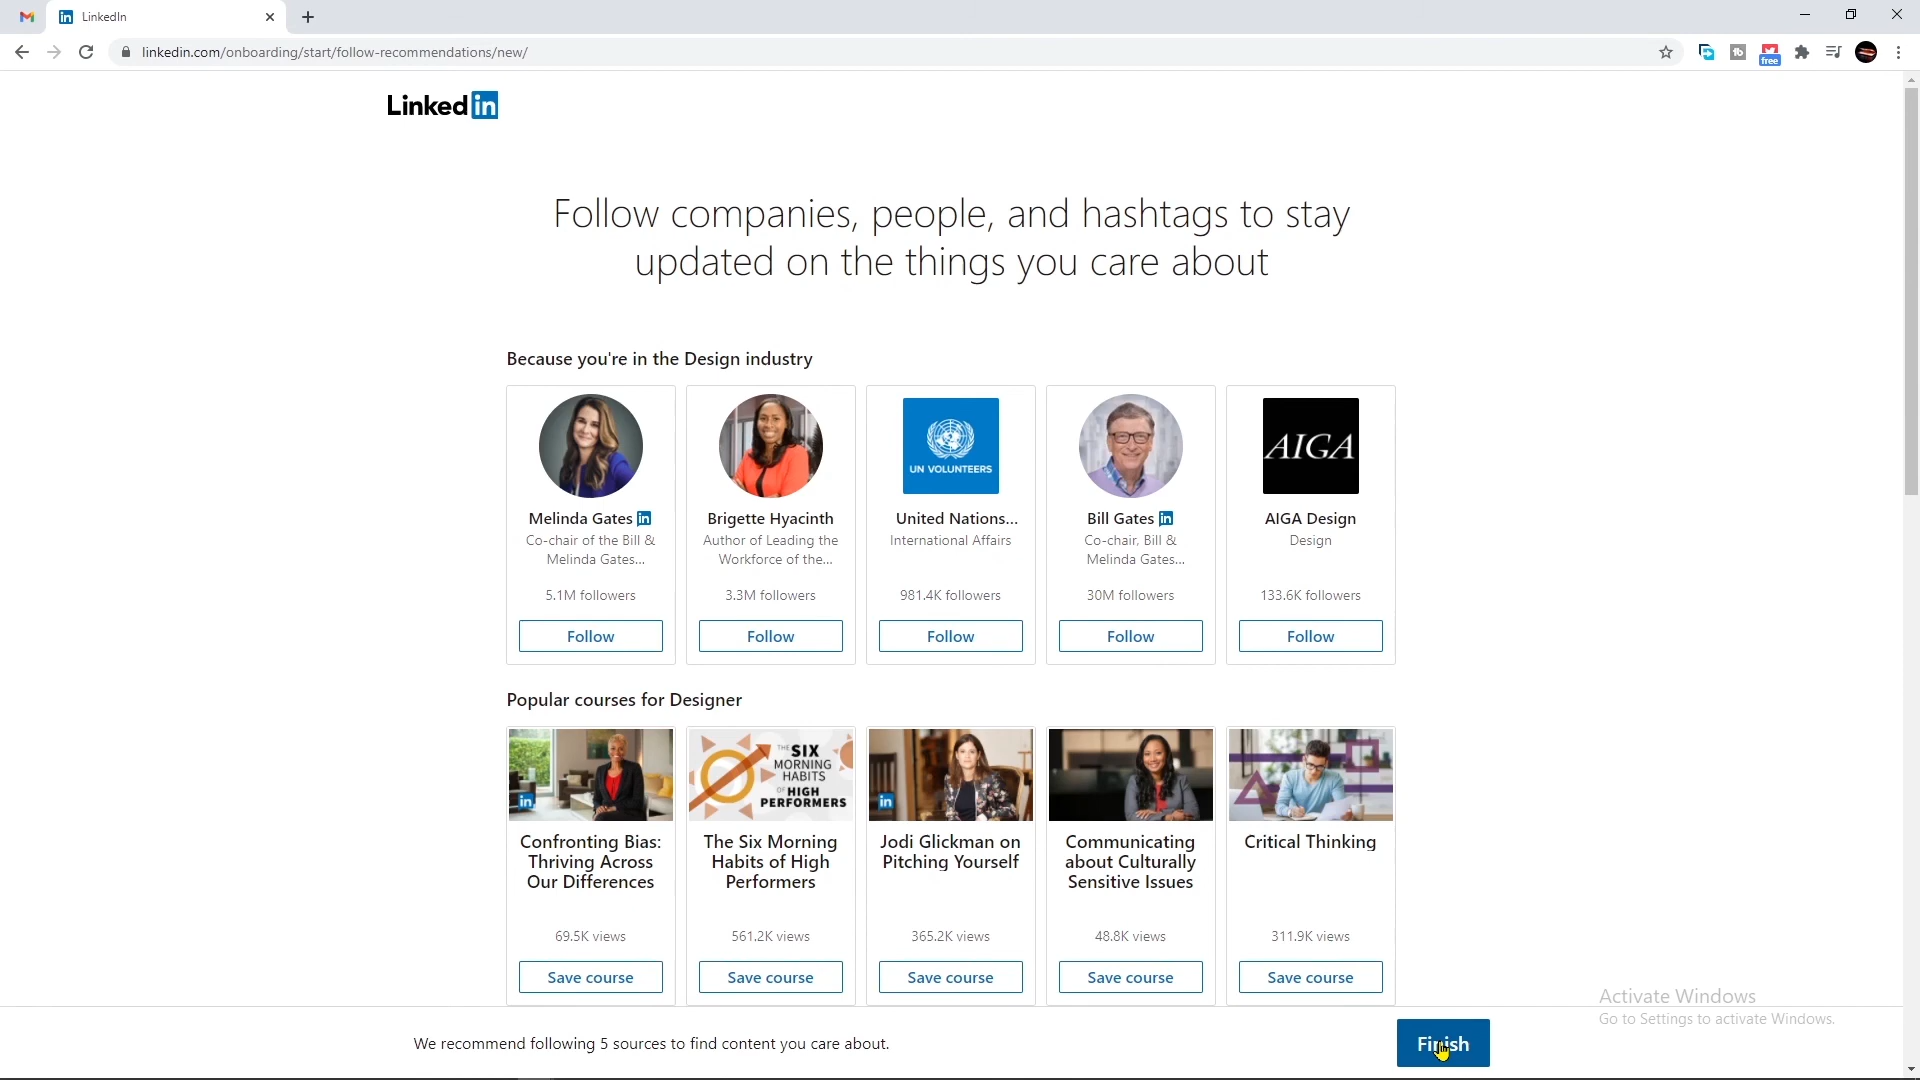 LinkedIn
linkedin.com/onboarding/start/follow-recommendations/new/
free
Linked in
Follow companies, people, and hashtags to stay
updated on the things you care about
Because you're in the Design industry
UN VOLUNTEERS
AIGA
Melinda Gates in
Co-chair of the Bill &
Melinda Gates...
5.1M followers
Follow
Brigette Hyacinth
Author of Leading the
Workforce of the...
3.3M followers
Follow
United Nations...
International Affairs
981.4K followers
Follow
Bill Gates in
Co-chair, Bill &
Melinda Gates...
30M followers
Follow
AIGA Design
Design
133.6K followers
Follow
Popular courses for Designer
in
Confronting Bias:
Thriving Across
Our Differences
69.5K views
Save course
THE SIX
MORNING
HABITS
OF HIGH
PERFORMERS
The Six Morning
Habits of High
Performers
561.2K views
Save course
in
Jodi Glickman on
Pitching Yourself
365.2K views
Save course
Communicating
about Culturally
Sensitive Issues
48.8K views
Save course
Critical Thinking
311.9K views
Save course
Activate Windows
Go to Settings to activate Windows.
We recommend following 5 sources to find content you care about.
Finish